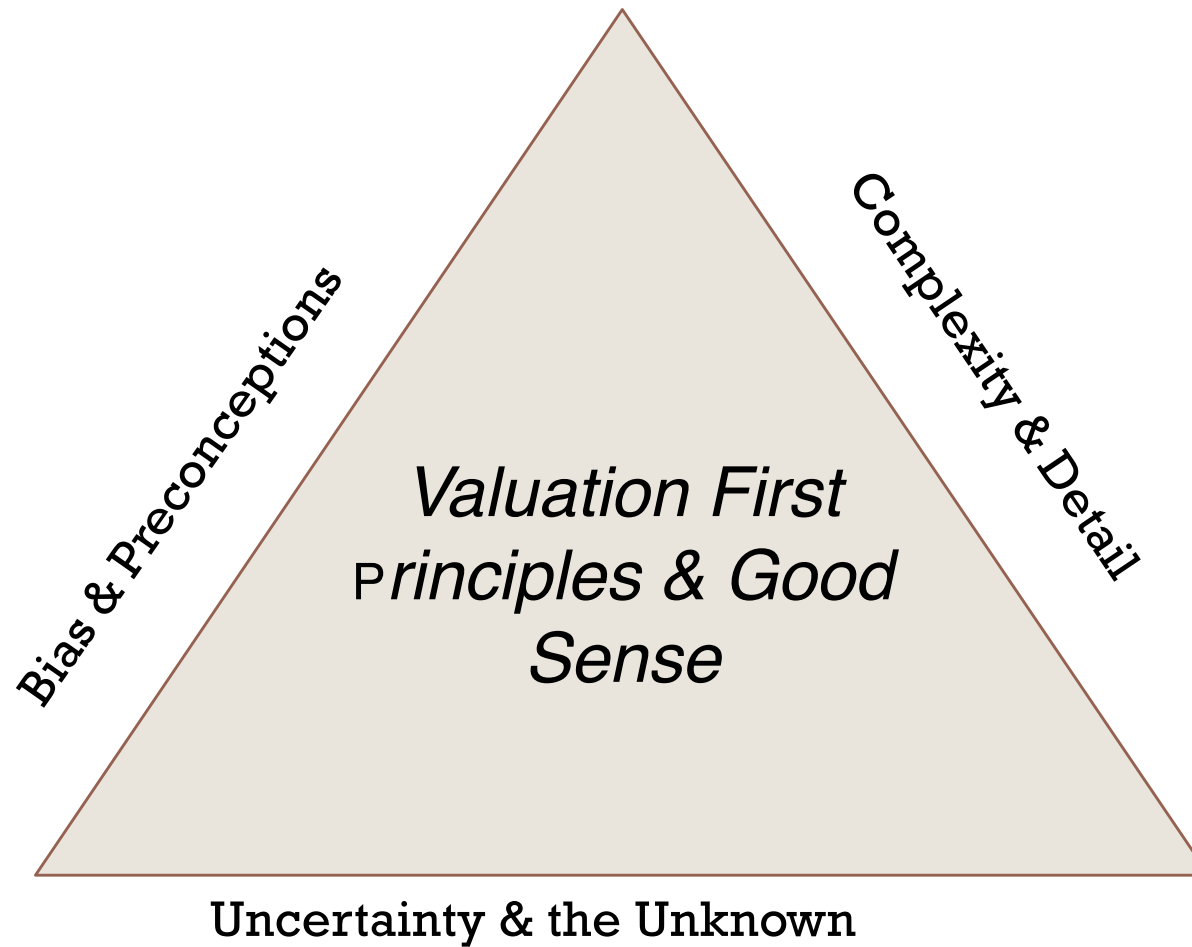 Complexity & Detail
Bias & Preconceptions
Valuation First
Principles & Good
Sense
Uncertainty & the Unknown